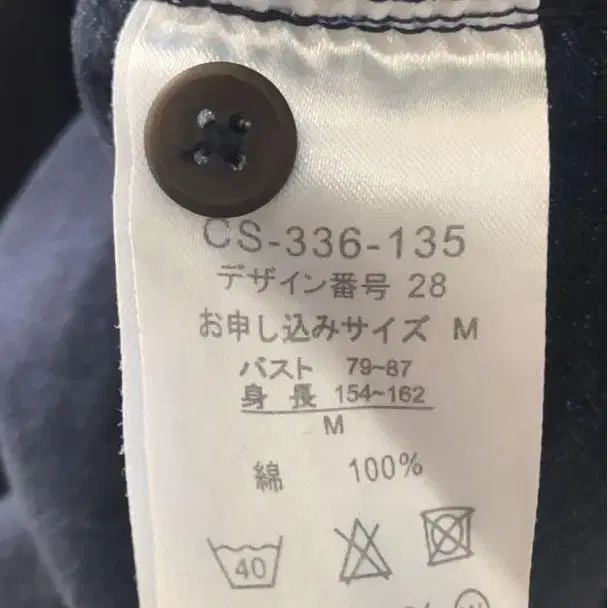 CS-336-135
デザイン番号 28
お申し込みサイズ M
バスト 79~87
身長 154~162
M
綿 100%
40